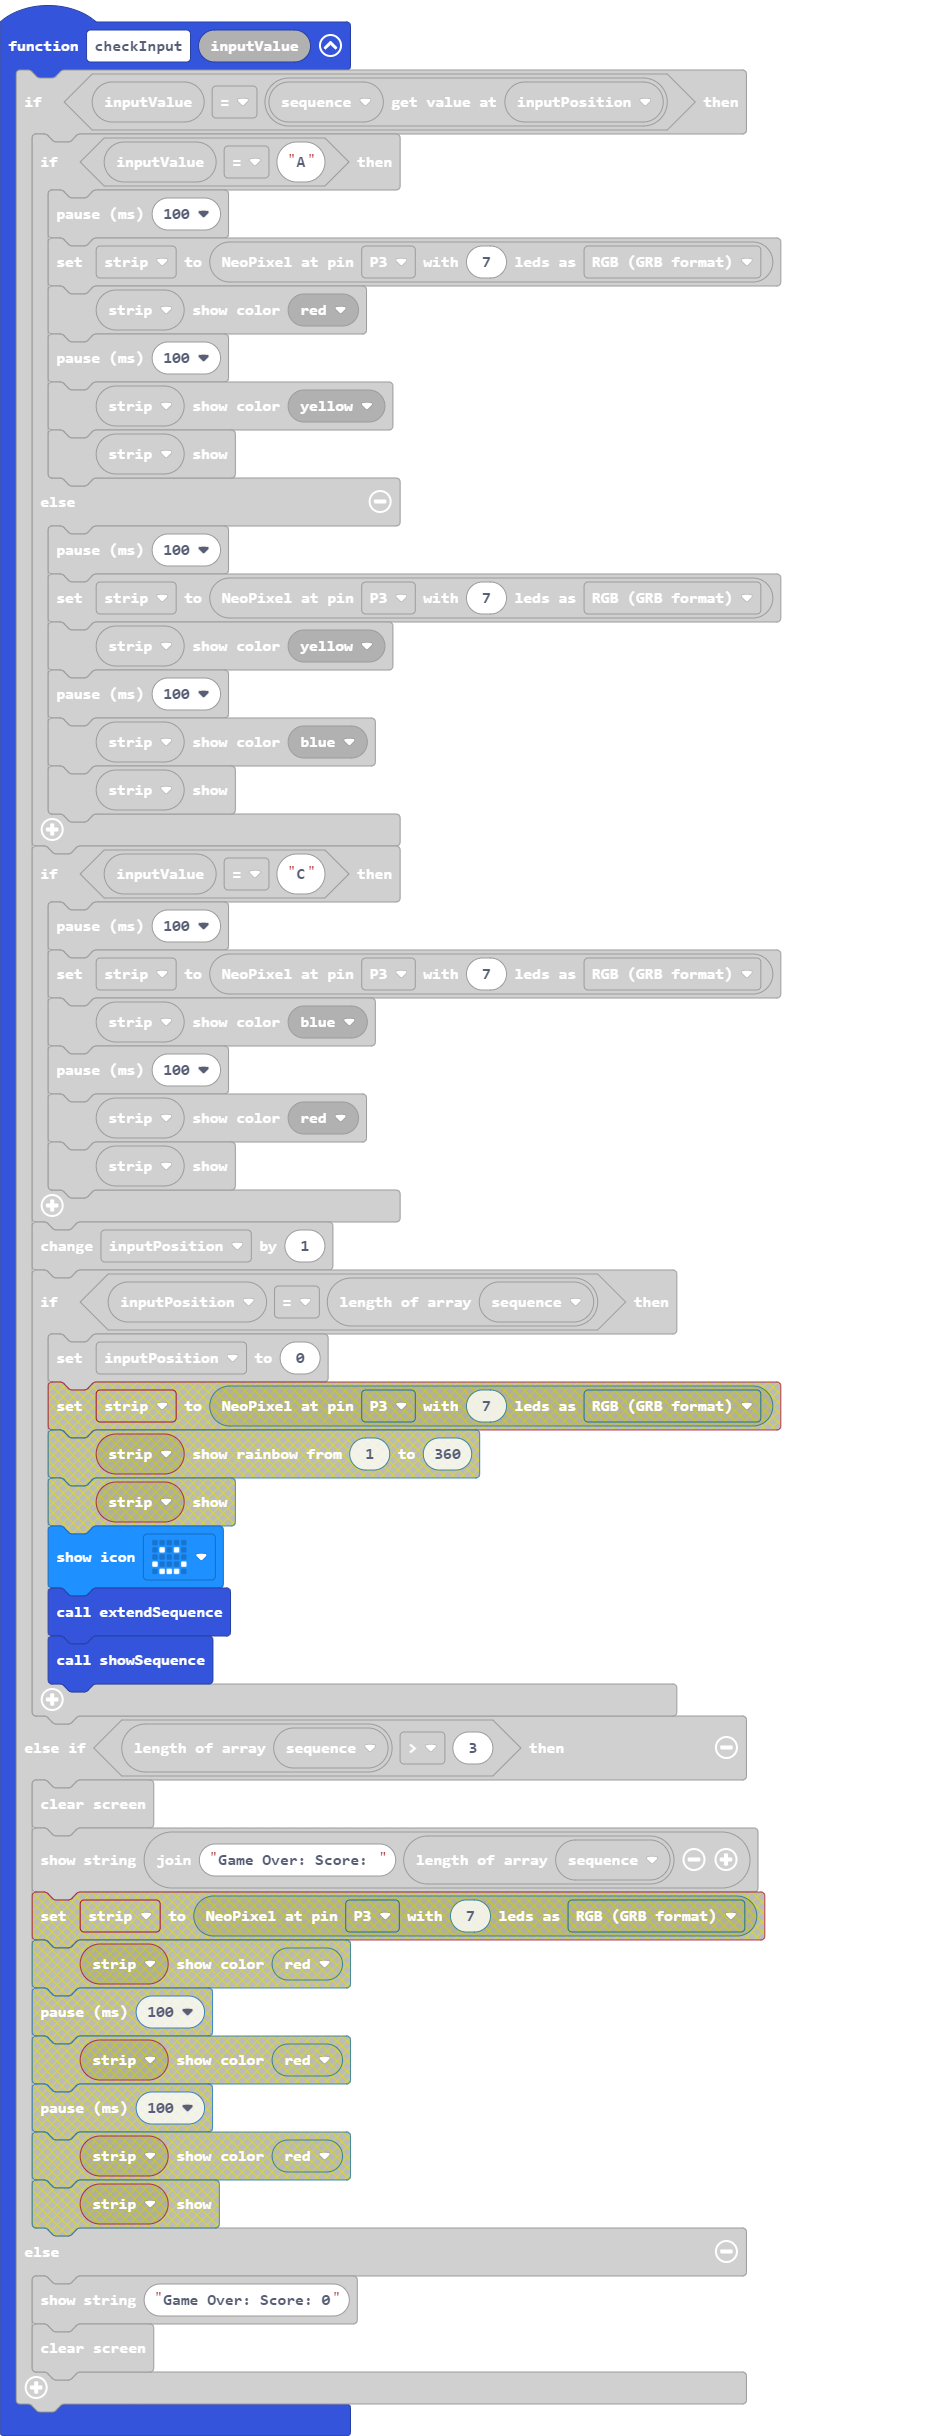 function checkInput inputValue
if inputValue = sequence get value at inputPosition then
if inputValue = "A" then
pause (ms) 100
set strip to NeoPixel at pin P3 with 7 leds as RGB (GRB format)
strip show color red
pause (ms) 100
strip show color yellow
strip show
else
pause (ms) 100
set strip to NeoPixel at pin P3 with 7 leds as RGB (GRB format)
strip show color yellow
pause (ms) 100
strip show color blue
strip show
if inputValue = "C" then
pause (ms) 100
set strip to NeoPixel at pin P3 with 7 leds as RGB (GRB format)
strip show color blue
pause (ms) 100
strip show color red
strip show
change inputPosition by 1
if inputPosition = length of array sequence then
set inputPosition to 0
set strip to NeoPixel at pin P3 with 7 leds as RGB (GRB format)
strip show rainbow from 1 to 360
strip show
show icon
call extendSequence
call showSequence
else if length of array sequence > 3 then
clear screen
show string join "Game Over: Score: " length of array sequence
set strip to NeoPixel at pin P3 with 7 leds as RGB (GRB format)
strip show color red
pause (ms) 100
strip show color red
pause (ms) 100
strip show color red
strip show
else
show string "Game Over: Score: 0"
clear screen